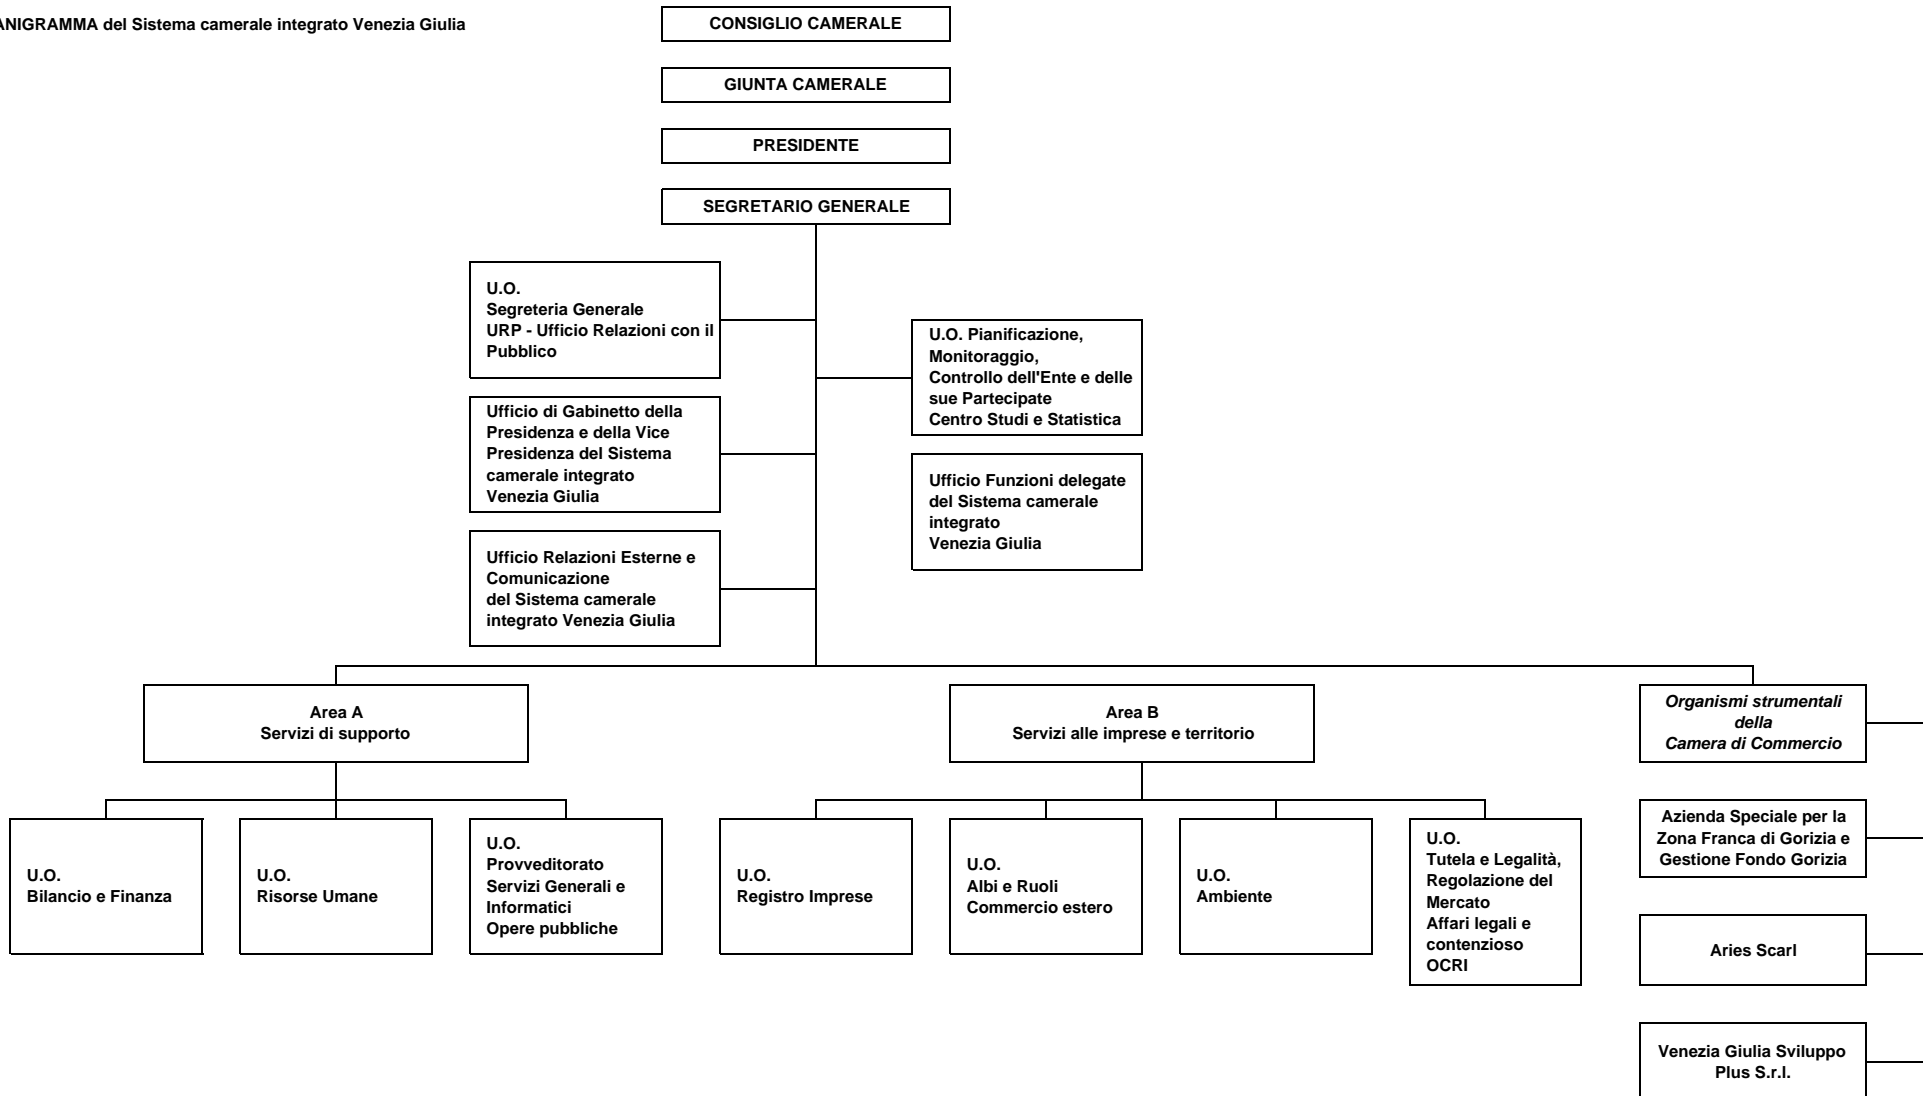 ANIGRAMMA del Sistema camerale integrato Venezia Giulia
CONSIGLIO CAMERALE
GIUNTA CAMERALE
PRESIDENTE
SEGRETARIO GENERALE
U.O.
Segreteria Generale
URP - Ufficio Relazioni con il
Pubblico
U.O. Pianificazione,
Monitoraggio,
Controllo dell'Ente e delle
sue Partecipate
Centro Studi e Statistica
Ufficio di Gabinetto della
Presidenza e della Vice
Presidenza del Sistema
camerale integrato
Venezia Giulia
Ufficio Funzioni delegate
del Sistema camerale
integrato
Venezia Giulia
Ufficio Relazioni Esterne e
Comunicazione
del Sistema camerale
integrato Venezia Giulia
Area A
Servizi di supporto
Area B
Servizi alle imprese e territorio
Organismi strumentali
della
Camera di Commercio
U.O.
Bilancio e Finanza
U.O.
Risorse Umane
U.O.
Provveditorato
Servizi Generali e
Informatici
Opere pubbliche
U.O.
Registro Imprese
U.O.
Albi e Ruoli
Commercio estero
U.O.
Ambiente
U.O.
Tutela e Legalità,
Regolazione del
Mercato
Affari legali e
contenzioso
OCRI
Azienda Speciale per la
Zona Franca di Gorizia e
Gestione Fondo Gorizia
Aries Scarl
Venezia Giulia Sviluppo
Plus S.r.l.